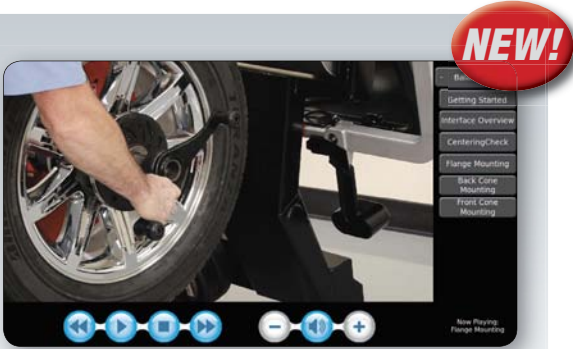 NEW!
Getting Started
Interface Overview
CenteringCheck
Flange Mounting
Back Cone
Mounting
Front Cone
Mounting
Now Playing:
Flange Mounting